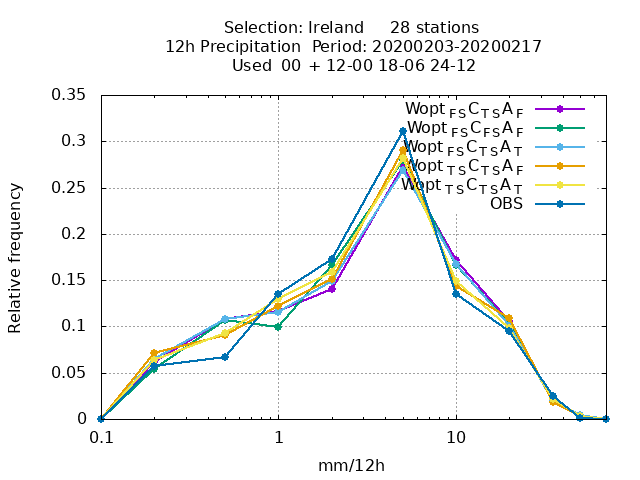 Selection: Ireland 28 stations
12h Precipitation Period: 20200203-20200217
Used 00 + 12-00 18-06 24-12
0.35
0.3
0.25
0.2
0.15
0.1
0.05
0
Relative frequency
Wopt FS C TS A F
Wopt FS C FS A F
Wopt FS C TS A T
Wopt TS C TS A F
Wopt TS C TS A T
OBS
0.1 1 10
mm/12h